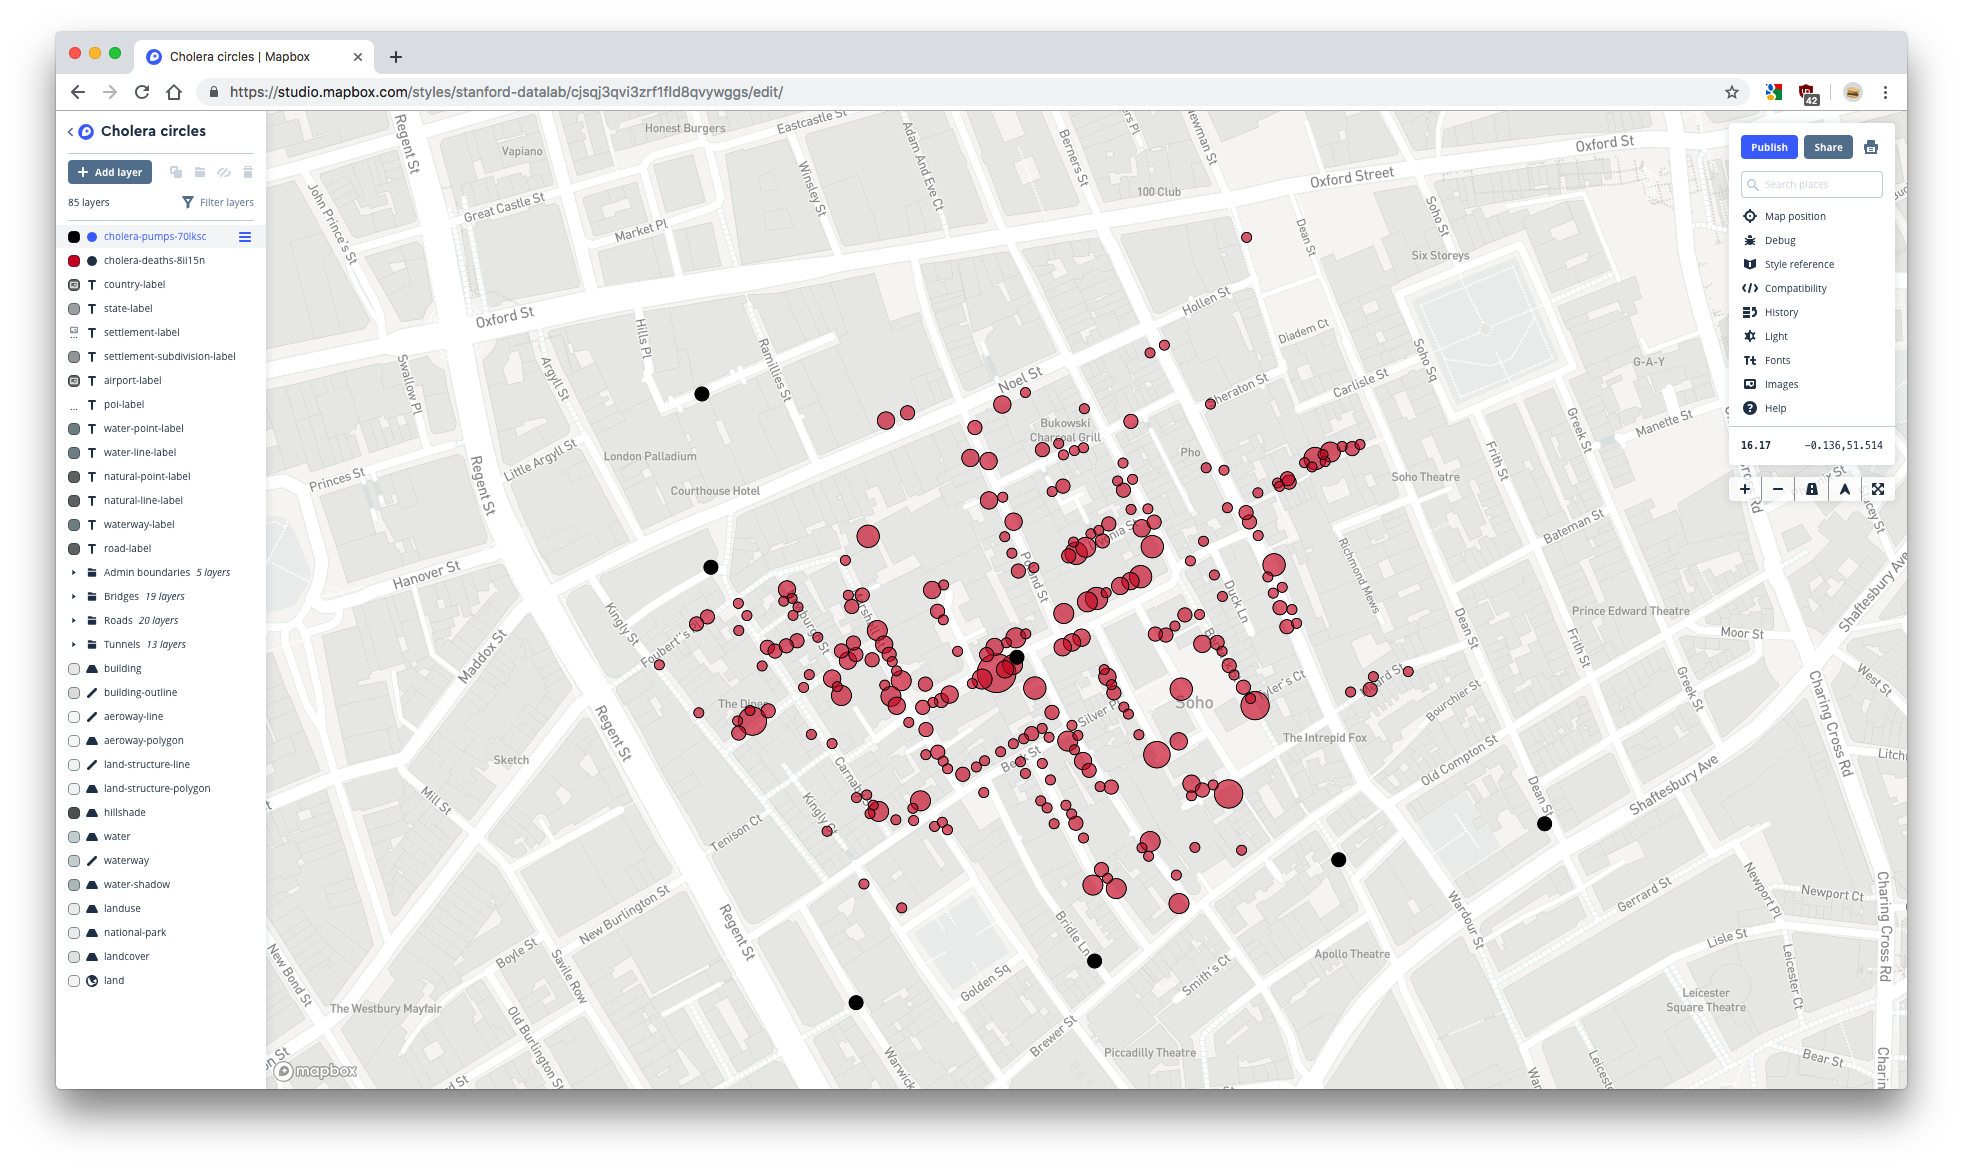 Cholera circles | Mapbox
https://studio.mapbox.com/styles/stanford-datalab/cjsqj3qvi3zrf1fld8qvywggs/edit/
42
Cholera circles
Add layer
85 layers
Filter layers
cholera-pumps-70lksc
cholera-deaths-8ii15n
country-label
state-label
settlement-label
settlement-subdivision-label
airport-label
poi-label
water-point-label
water-line-label
natural-point-label
natural-line-label
waterway-label
road-label
Admin boundaries 5 layers
Bridges 19 layers
Roads 20 layers
Tunnels 13 layers
building
building-outline
aeroway-line
aeroway-polygon
land-structure-line
land-structure-polygon
hillshade
water
waterway
water-shadow
landuse
national-park
landcover
land
Publish
Share
Search places
Map position
Debug
Style reference
Compatibility
History
Light
Fonts
Images
Help
16.17
−0.136,51.514
Regent St
Vapiano
Honest Burgers
Eastcastle St
Adam And Eve Ct
Berners St
Newman St
Oxford St
John Prince's St
Great Castle St
Market Pl
Winsley St
100 Club
Oxford Street
Soho St
Dean St
Six Storeys
Oxford St
Hollen St
Diadem Ct
Hills Pl
Ramillies St
Argyll St
Swallow Pl
Noel St
Sheraton St
Carlisle St
Soho Sq
G-A-Y
Greek St
Manette St
Bukowski
Charcoal Grill
Pho
Soho Theatre
Frith St
London Palladium
Little Argyll St
Courthouse Hotel
Princes St
Regent St
Bateman St
Hanover St
Richmond Mews
Duck Ln
Poland St
Kingly St
Foubert's
Maddox St
Dean St
Frith St
Prince Edward Theatre
Moor St
Shaftesbury Ave
West St
Greek St
Bourchier St
Tyler's Ct
Soho
Silver Pl
The Diner
The Intrepid Fox
Old Compton St
Shaftesbury Ave
Charing Cross Rd
Litch
Regent St
Sketch
Beak St
Carnab
Kingly St
Mill St
Tenison Ct
Dean St
Newport Pl
Newport Ct
Gerrard St
Wardour St
Lisle St
Leicester Ct
Charing Cross Rd
New Burlington St
Boyle St
Savile Row
Regent St
Bridle Ln
Golden Sq
Smith's Ct
Apollo Theatre
New Bond St
The Westbury Mayfair
Old Burlington St
Brewer St
Piccadilly Theatre
Leicester
Square Theatre
Bear St
Warwick
Leicest
Charin
mapbox